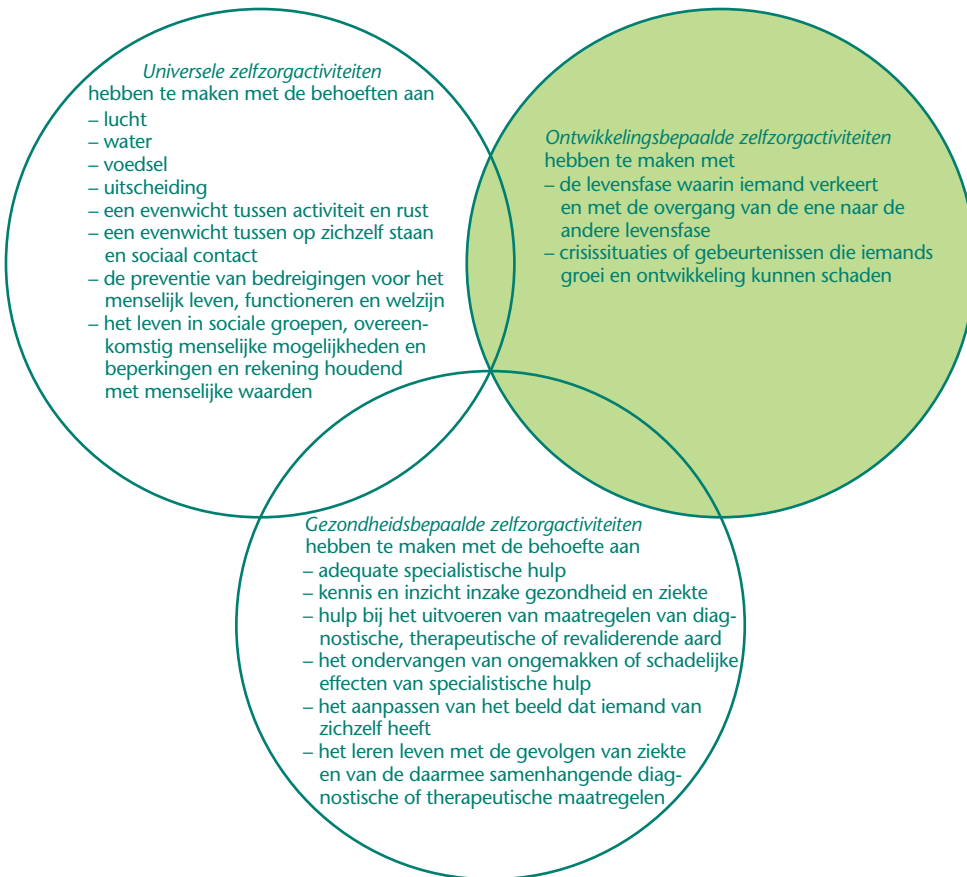 Universele zelfzorgactiviteiten
hebben te maken met de behoeften aan
– lucht
– water
– voedsel
– uitscheiding
– een evenwicht tussen activiteit en rust
– een evenwicht tussen op zichzelf staan
en sociaal contact
– de preventie van bedreigingen voor het
menselijk leven, functioneren en welzijn
– het leven in sociale groepen, overeen-
komstig menselijke mogelijkheden en
beperkingen en rekening houdend
met menselijke waarden
Ontwikkelingsbepaalde zelfzorgactiviteiten
hebben te maken met
– de levensfase waarin iemand verkeert
en met de overgang van de ene naar de
andere levensfase
– crisissituaties of gebeurtenissen die iemands
groei en ontwikkeling kunnen schaden
Gezondheidsbepaalde zelfzorgactiviteiten
hebben te maken met de behoefte aan
– adequate specialistische hulp
– kennis en inzicht inzake gezondheid en ziekte
– hulp bij het uitvoeren van maatregelen van diag-
nostische, therapeutische of revaliderende aard
– het ondervangen van ongemakken of schadelijke
effecten van specialistische hulp
– het aanpassen van het beeld dat iemand van
zichzelf heeft
– het leren leven met de gevolgen van ziekte
en van de daarmee samenhangende diag-
nostische of therapeutische maatregelen